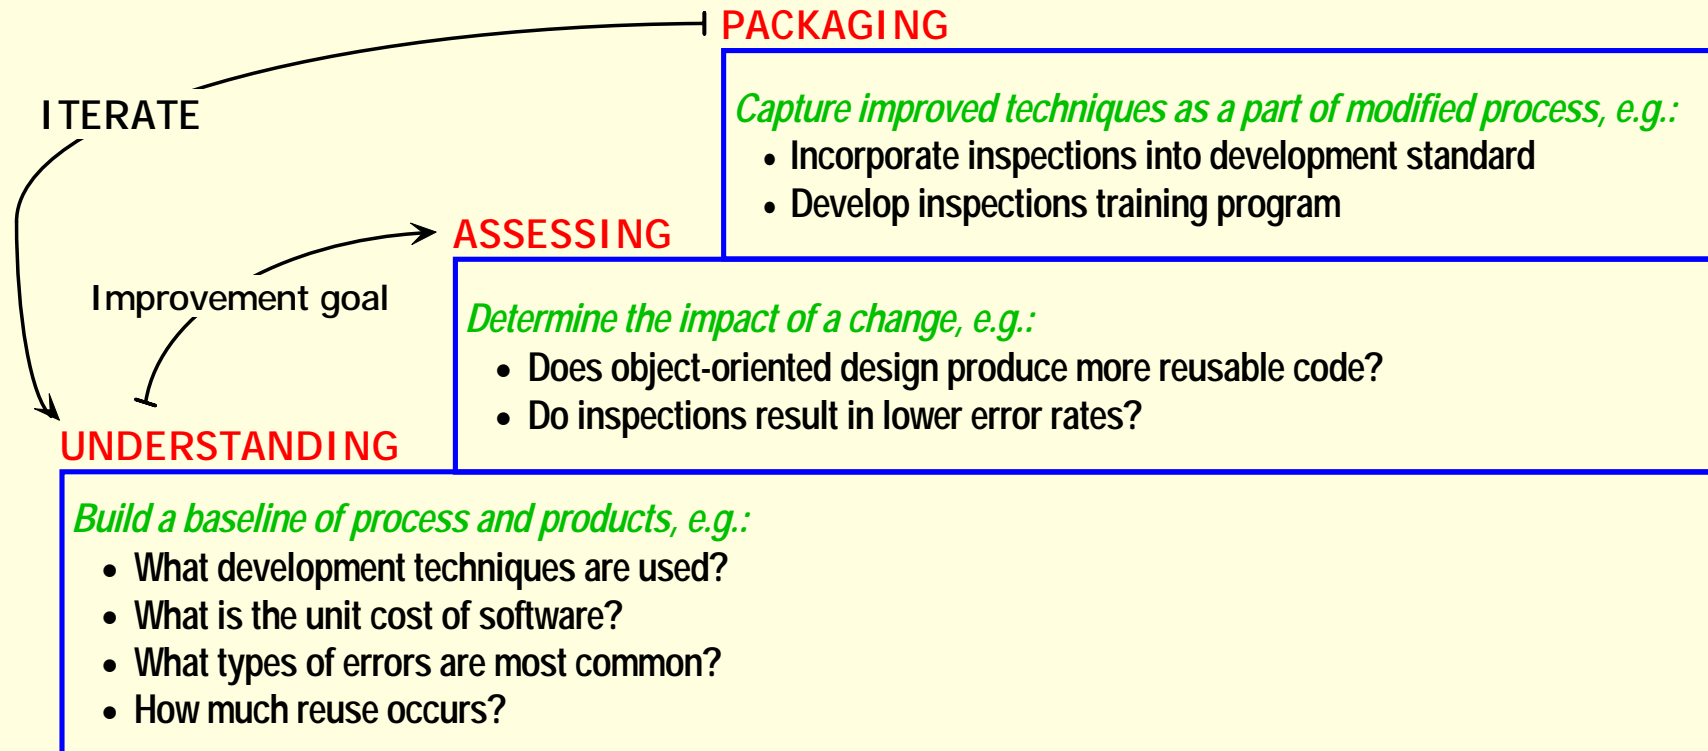 PACKAGING
ITERATE
Capture improved techniques as a part of modified process, e.g.:
• Incorporate inspections into development standard
• Develop inspections training program
ASSESSING
Improvement goal
Determine the impact of a change, e.g.:
• Does object-oriented design produce more reusable code?
• Do inspections result in lower error rates?
UNDERSTANDING
Build a baseline of process and products, e.g.:
• What development techniques are used?
• What is the unit cost of software?
• What types of errors are most common?
• How much reuse occurs?